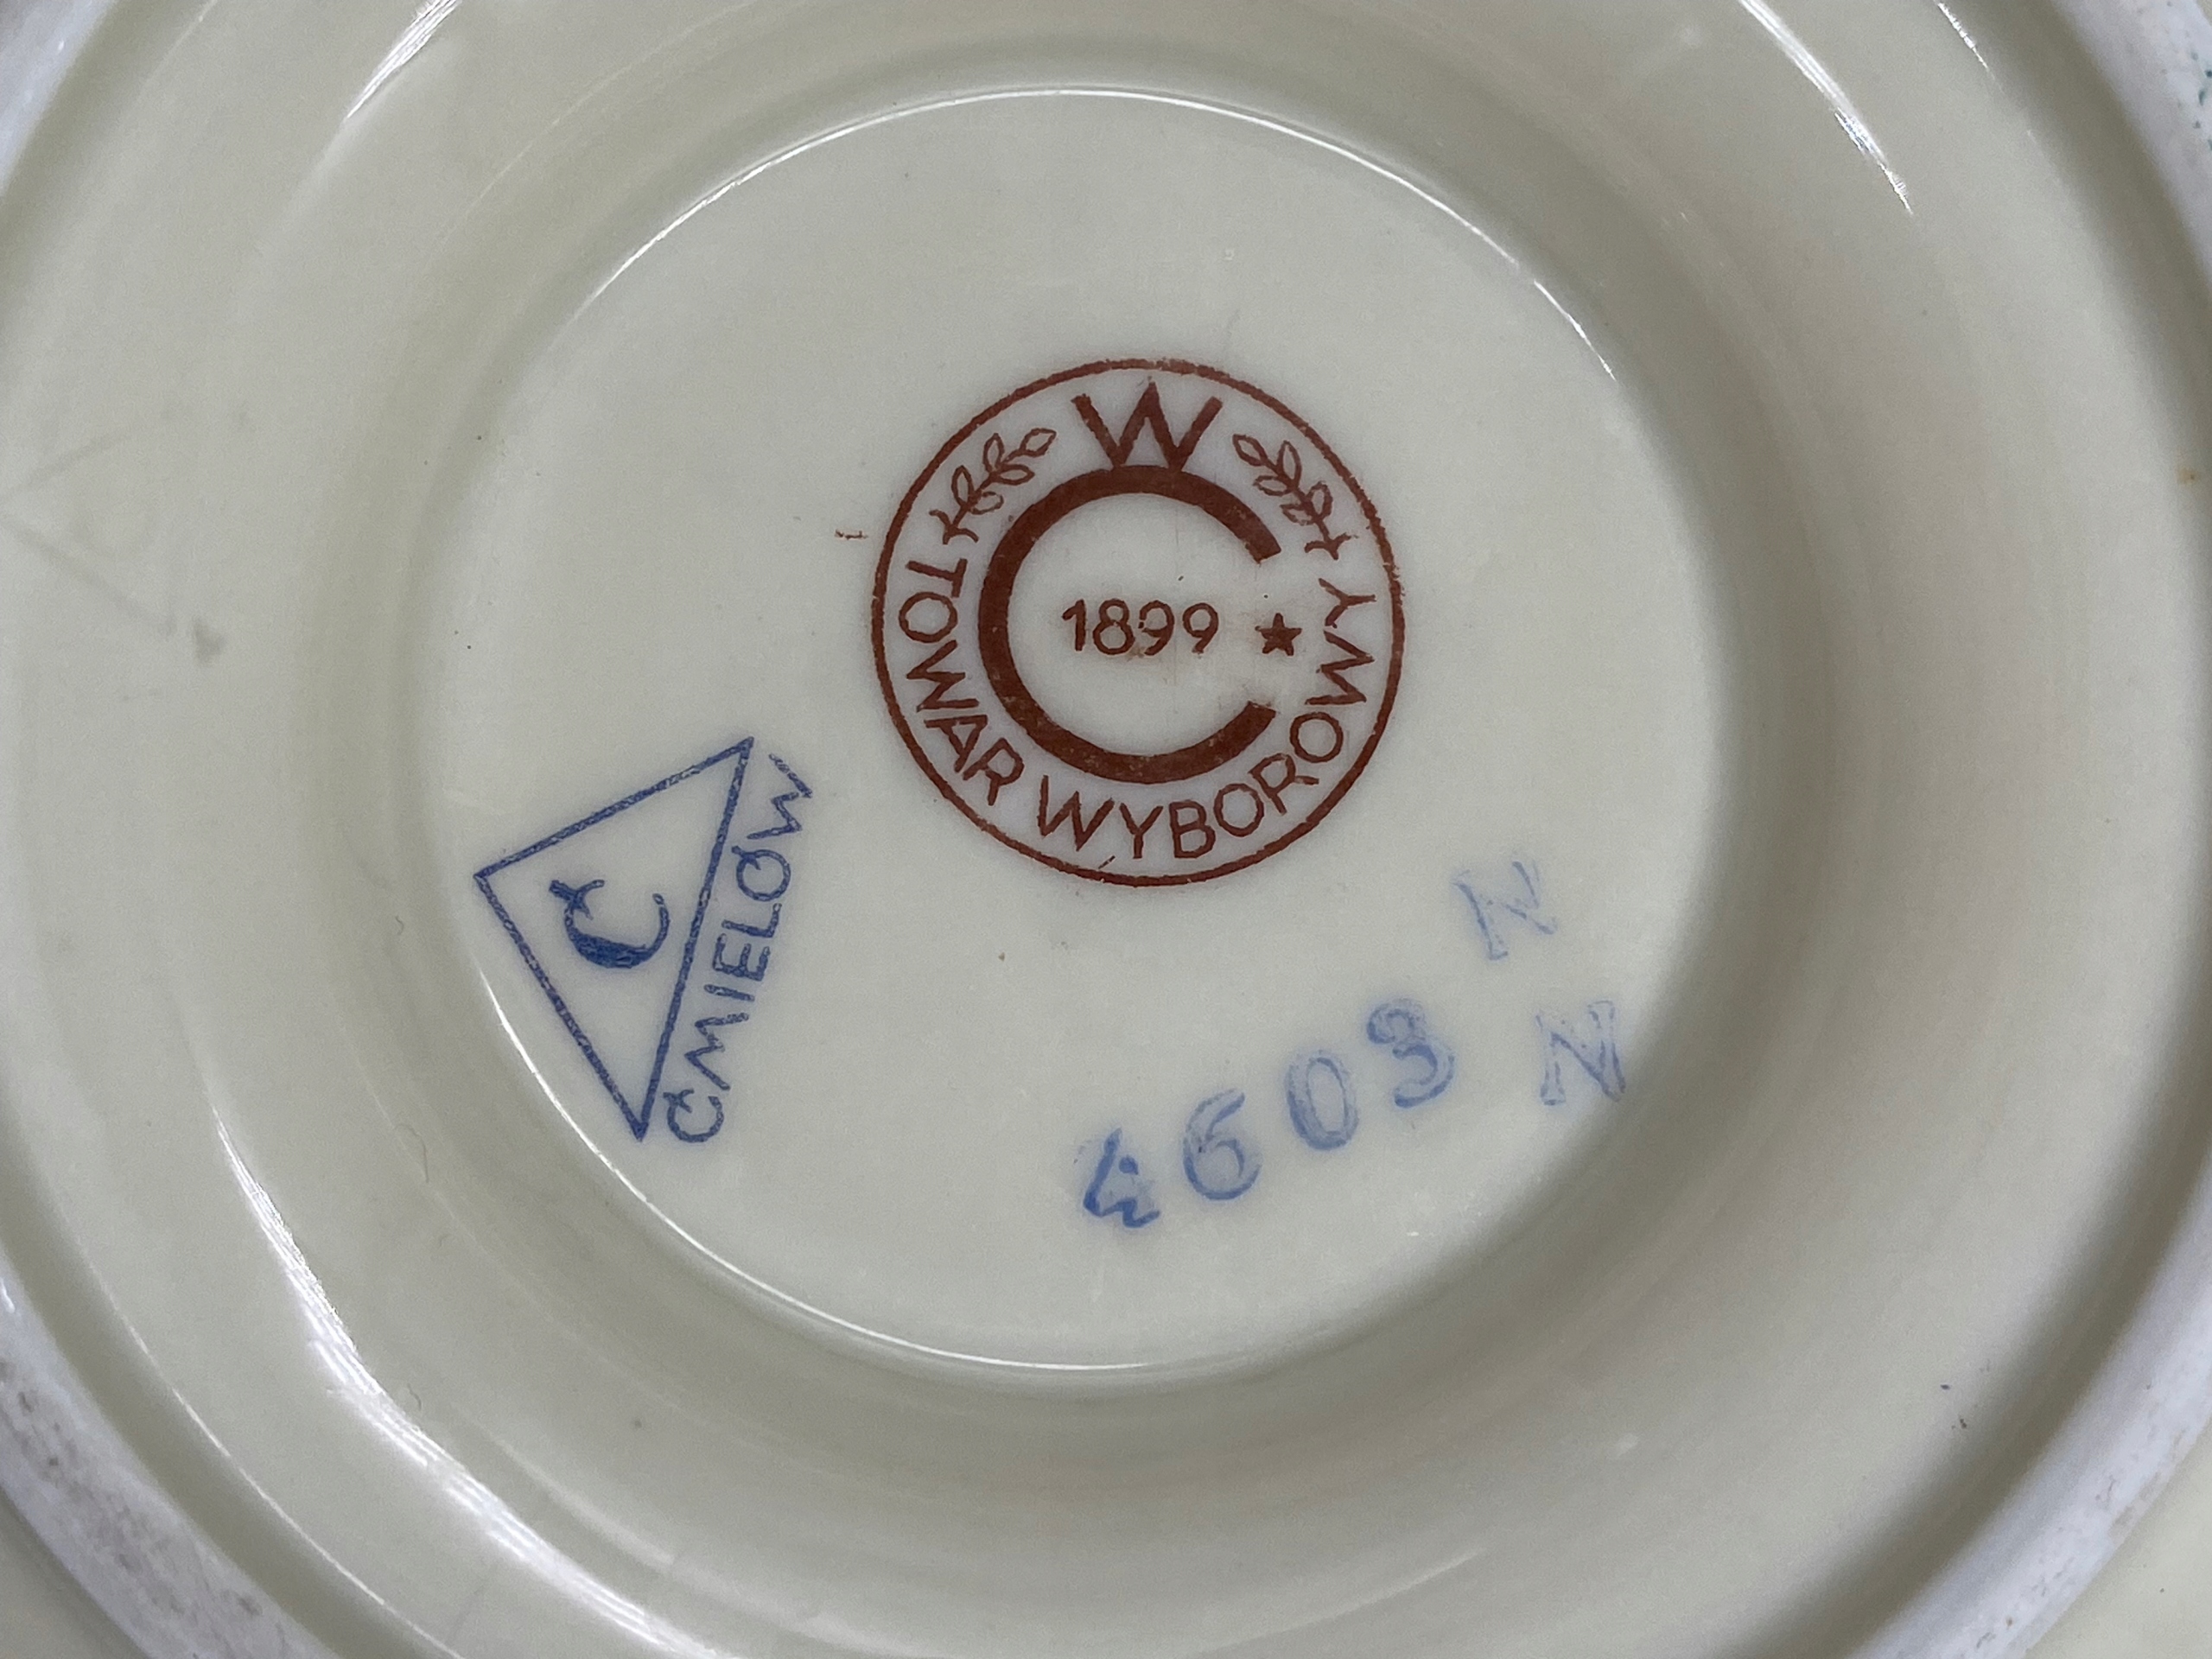 W
C
1899 ★
TOWAR WYBOROWY
Ć
ĆMIELÓW
N
4603 N